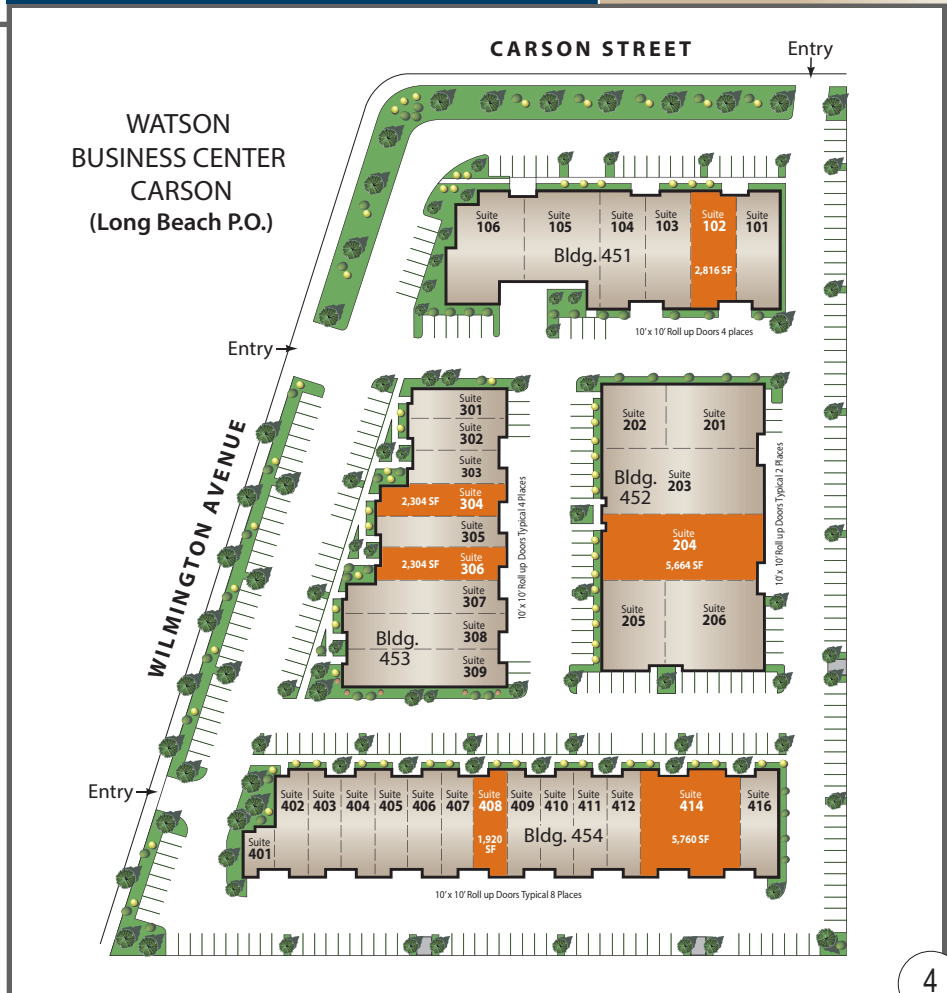 CARSON STREET
Entry
WATSON
BUSINESS CENTER
CARSON
(Long Beach P.O.)
Suite
106
Suite
105
Suite
104
Suite
103
Suite
102
Suite
101
2,816 SF
Bldg. 451
10' x 10' Roll up Doors 4 places
Entry
WILMINGTON AVENUE
Suite
301
Suite
302
Suite
303
2,304 SF
Suite
304
Suite
305
2,304 SF
Suite
306
Suite
307
Suite
308
Suite
309
Bldg.
453
10' x 10' Roll up Doors Typical 4 Places
Suite
202
Suite
201
Bldg.
452
Suite
203
Suite
204
5,664 SF
Suite
205
Suite
206
10' x 10' Roll up Doors Typical 2 Places
Entry
Suite
401
Suite
402
Suite
403
Suite
404
Suite
405
Suite
406
Suite
407
Suite
408
1,920
SF
Suite
409
Suite
410
Suite
411
Suite
412
Suite
414
5,760 SF
Suite
416
Bldg. 454
10' x 10' Roll up Doors Typical 8 Places
4